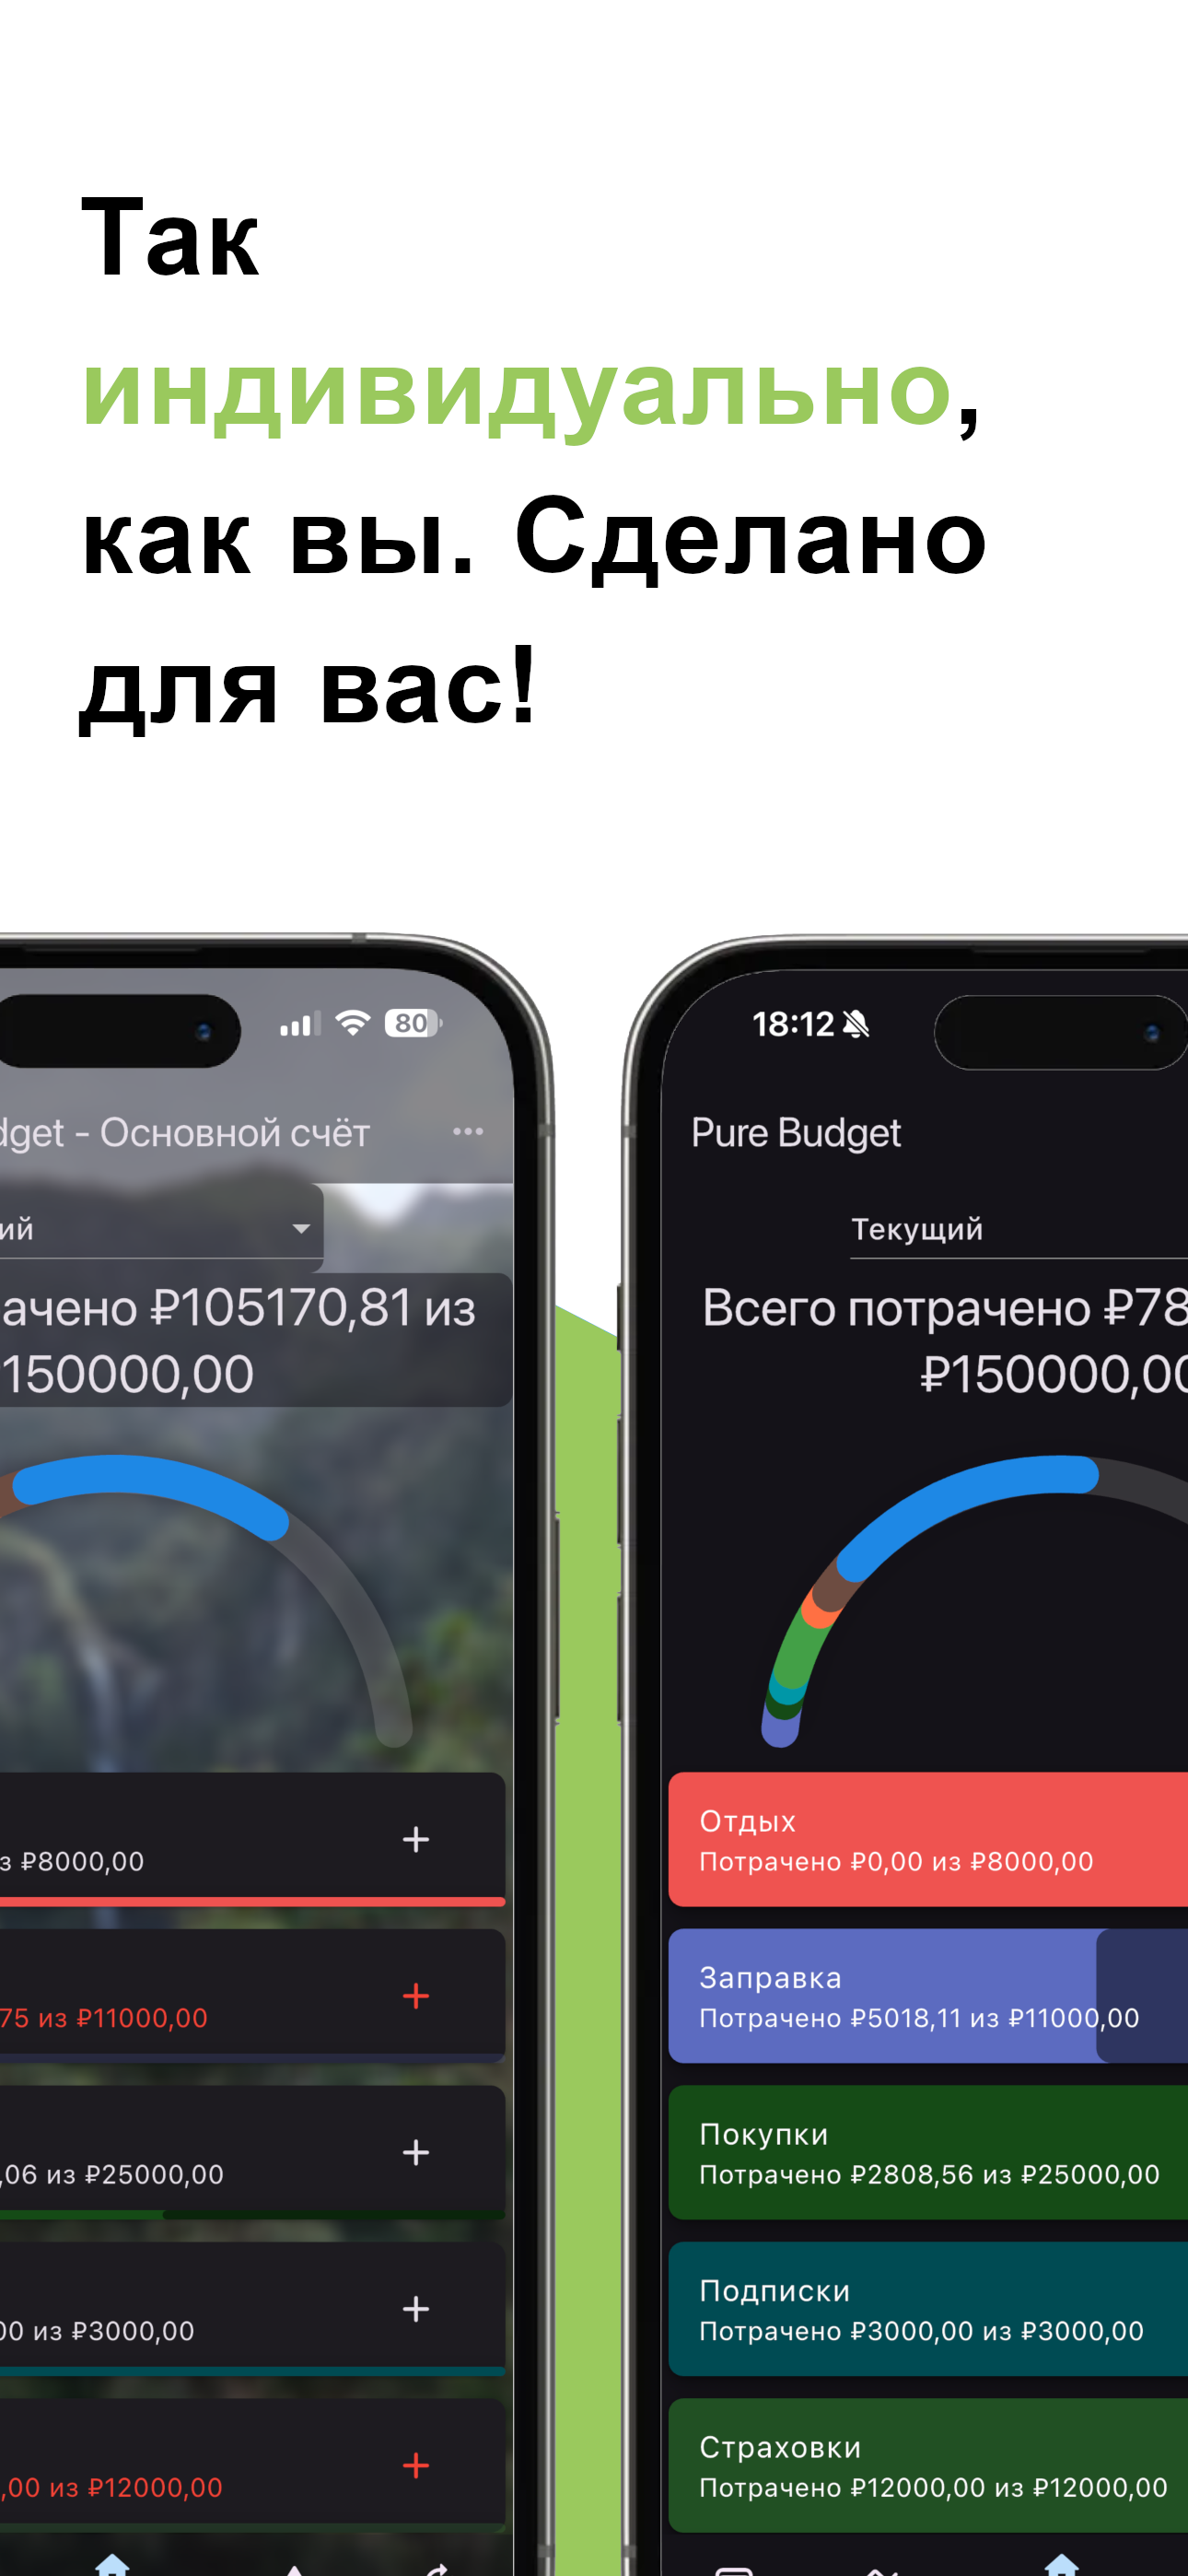 Так
индивидуально,
как вы. Сделано
для вас!
80
dget - Основной счёт
ий
ачено ₽105170,81 из
150000,00
з ₽8000,00
75 из ₽11000,00
,06 из ₽25000,00
00 из ₽3000,00
,00 из ₽12000,00
18:12
Pure Budget
Текущий
Всего потрачено ₽78
₽150000,00
Отдых
Потрачено ₽0,00 из ₽8000,00
Заправка
Потрачено ₽5018,11 из ₽11000,00
Покупки
Потрачено ₽2808,56 из ₽25000,00
Подписки
Потрачено ₽3000,00 из ₽3000,00
Страховки
Потрачено ₽12000,00 из ₽12000,00